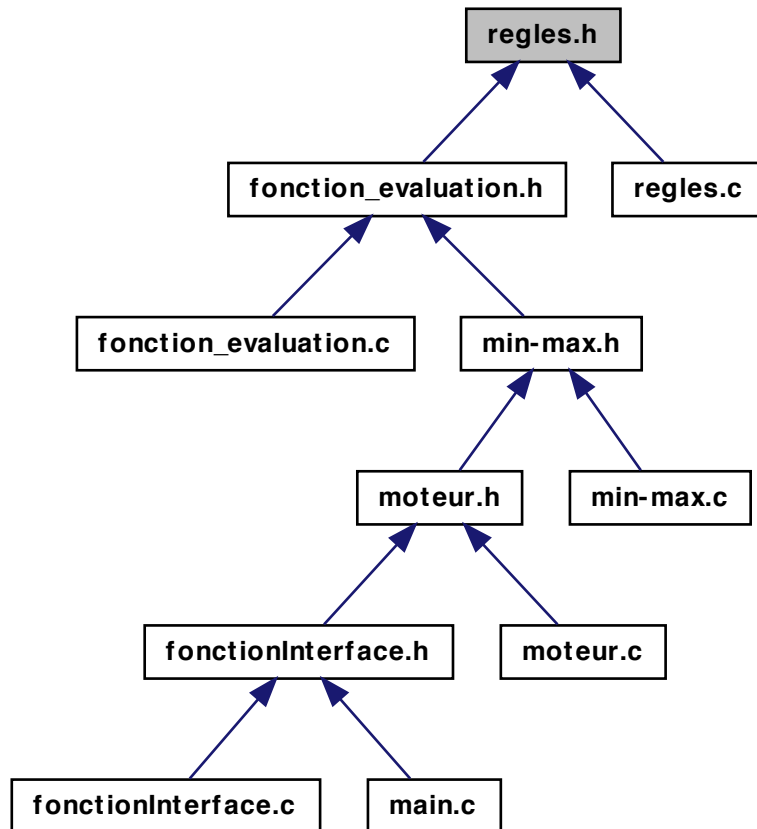 regles.h
fonction_evaluation.h
regles.c
fonction_evaluation.c
min-max.h
moteur.h
min-max.c
fonctionInterface.h
moteur.c
fonctionInterface.c
main.c